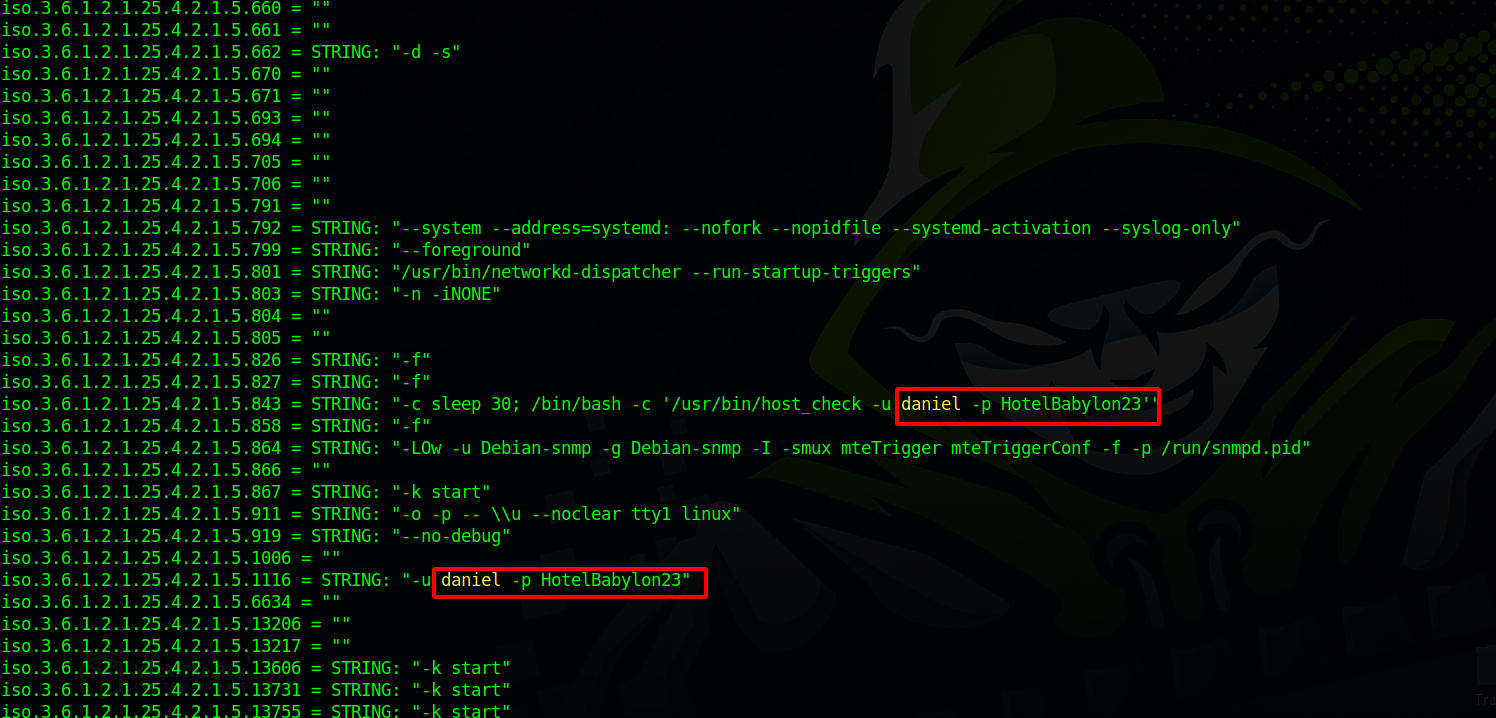 iso.3.6.1.2.1.25.4.2.1.5.660 = ""
iso.3.6.1.2.1.25.4.2.1.5.661 = ""
iso.3.6.1.2.1.25.4.2.1.5.662 = STRING: "-d -s"
iso.3.6.1.2.1.25.4.2.1.5.670 = ""
iso.3.6.1.2.1.25.4.2.1.5.671 = ""
iso.3.6.1.2.1.25.4.2.1.5.693 = ""
iso.3.6.1.2.1.25.4.2.1.5.694 = ""
iso.3.6.1.2.1.25.4.2.1.5.705 = ""
iso.3.6.1.2.1.25.4.2.1.5.706 = ""
iso.3.6.1.2.1.25.4.2.1.5.791 = ""
iso.3.6.1.2.1.25.4.2.1.5.792 = STRING: "--system --address=systemd: --nofork --nopidfile --systemd-activation --syslog-only"
iso.3.6.1.2.1.25.4.2.1.5.799 = STRING: "--foreground"
iso.3.6.1.2.1.25.4.2.1.5.801 = STRING: "/usr/bin/networkd-dispatcher --run-startup-triggers"
iso.3.6.1.2.1.25.4.2.1.5.803 = STRING: "-n -iNONE"
iso.3.6.1.2.1.25.4.2.1.5.804 = ""
iso.3.6.1.2.1.25.4.2.1.5.805 = ""
iso.3.6.1.2.1.25.4.2.1.5.826 = STRING: "-f"
iso.3.6.1.2.1.25.4.2.1.5.827 = STRING: "-f"
iso.3.6.1.2.1.25.4.2.1.5.843 = STRING: "-c sleep 30; /bin/bash -c '/usr/bin/host_check -u daniel -p HotelBabylon23'"
iso.3.6.1.2.1.25.4.2.1.5.858 = STRING: "-f"
iso.3.6.1.2.1.25.4.2.1.5.864 = STRING: "-LOw -u Debian-snmp -g Debian-snmp -I -smux mteTrigger mteTriggerConf -f -p /run/snmpd.pid"
iso.3.6.1.2.1.25.4.2.1.5.866 = ""
iso.3.6.1.2.1.25.4.2.1.5.867 = STRING: "-k start"
iso.3.6.1.2.1.25.4.2.1.5.911 = STRING: "-o -p -- \\u --noclear tty1 linux"
iso.3.6.1.2.1.25.4.2.1.5.919 = STRING: "--no-debug"
iso.3.6.1.2.1.25.4.2.1.5.1006 = ""
iso.3.6.1.2.1.25.4.2.1.5.1116 = STRING: "-u daniel -p HotelBabylon23"
iso.3.6.1.2.1.25.4.2.1.5.6634 = ""
iso.3.6.1.2.1.25.4.2.1.5.13206 = ""
iso.3.6.1.2.1.25.4.2.1.5.13217 = ""
iso.3.6.1.2.1.25.4.2.1.5.13606 = STRING: "-k start"
iso.3.6.1.2.1.25.4.2.1.5.13731 = STRING: "-k start"
iso.3.6.1.2.1.25.4.2.1.5.13755 = STRING: "-k start"